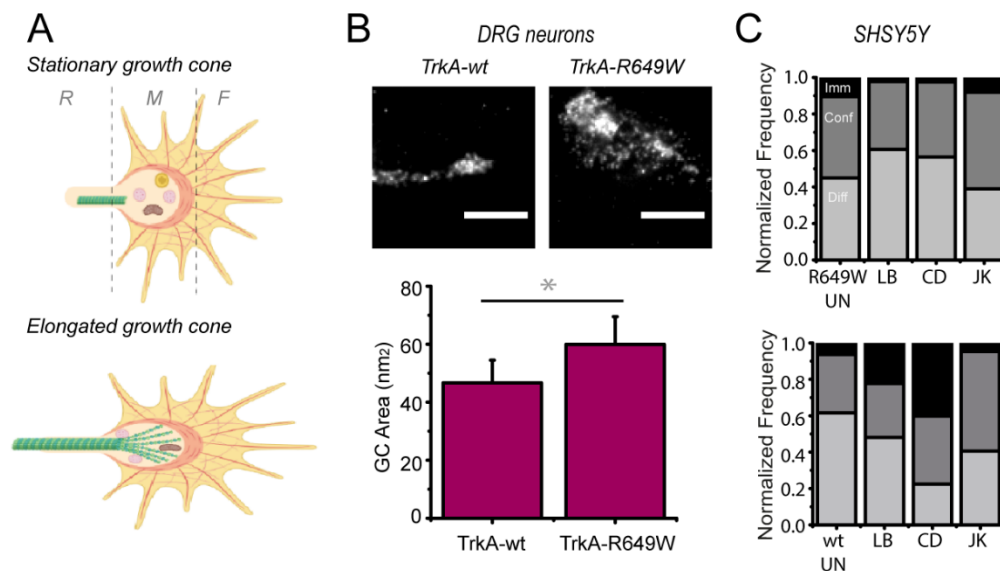 A
Stationary growth cone
R M F
Elongated growth cone
B
DRG neurons
TrkA-wt TrkA-R649W
GC Area (nm2)
80
60
40
20
0
*
TrkA-wt TrkA-R649W
C
SHSY5Y
Normalized Frequency
1.0
0.8
0.6
0.4
0.2
0.0
Imm
Conf
Diff
R649W LB CD JK
UN
Normalized Frequency
1.0
0.8
0.6
0.4
0.2
0.0
wt LB CD JK
UN